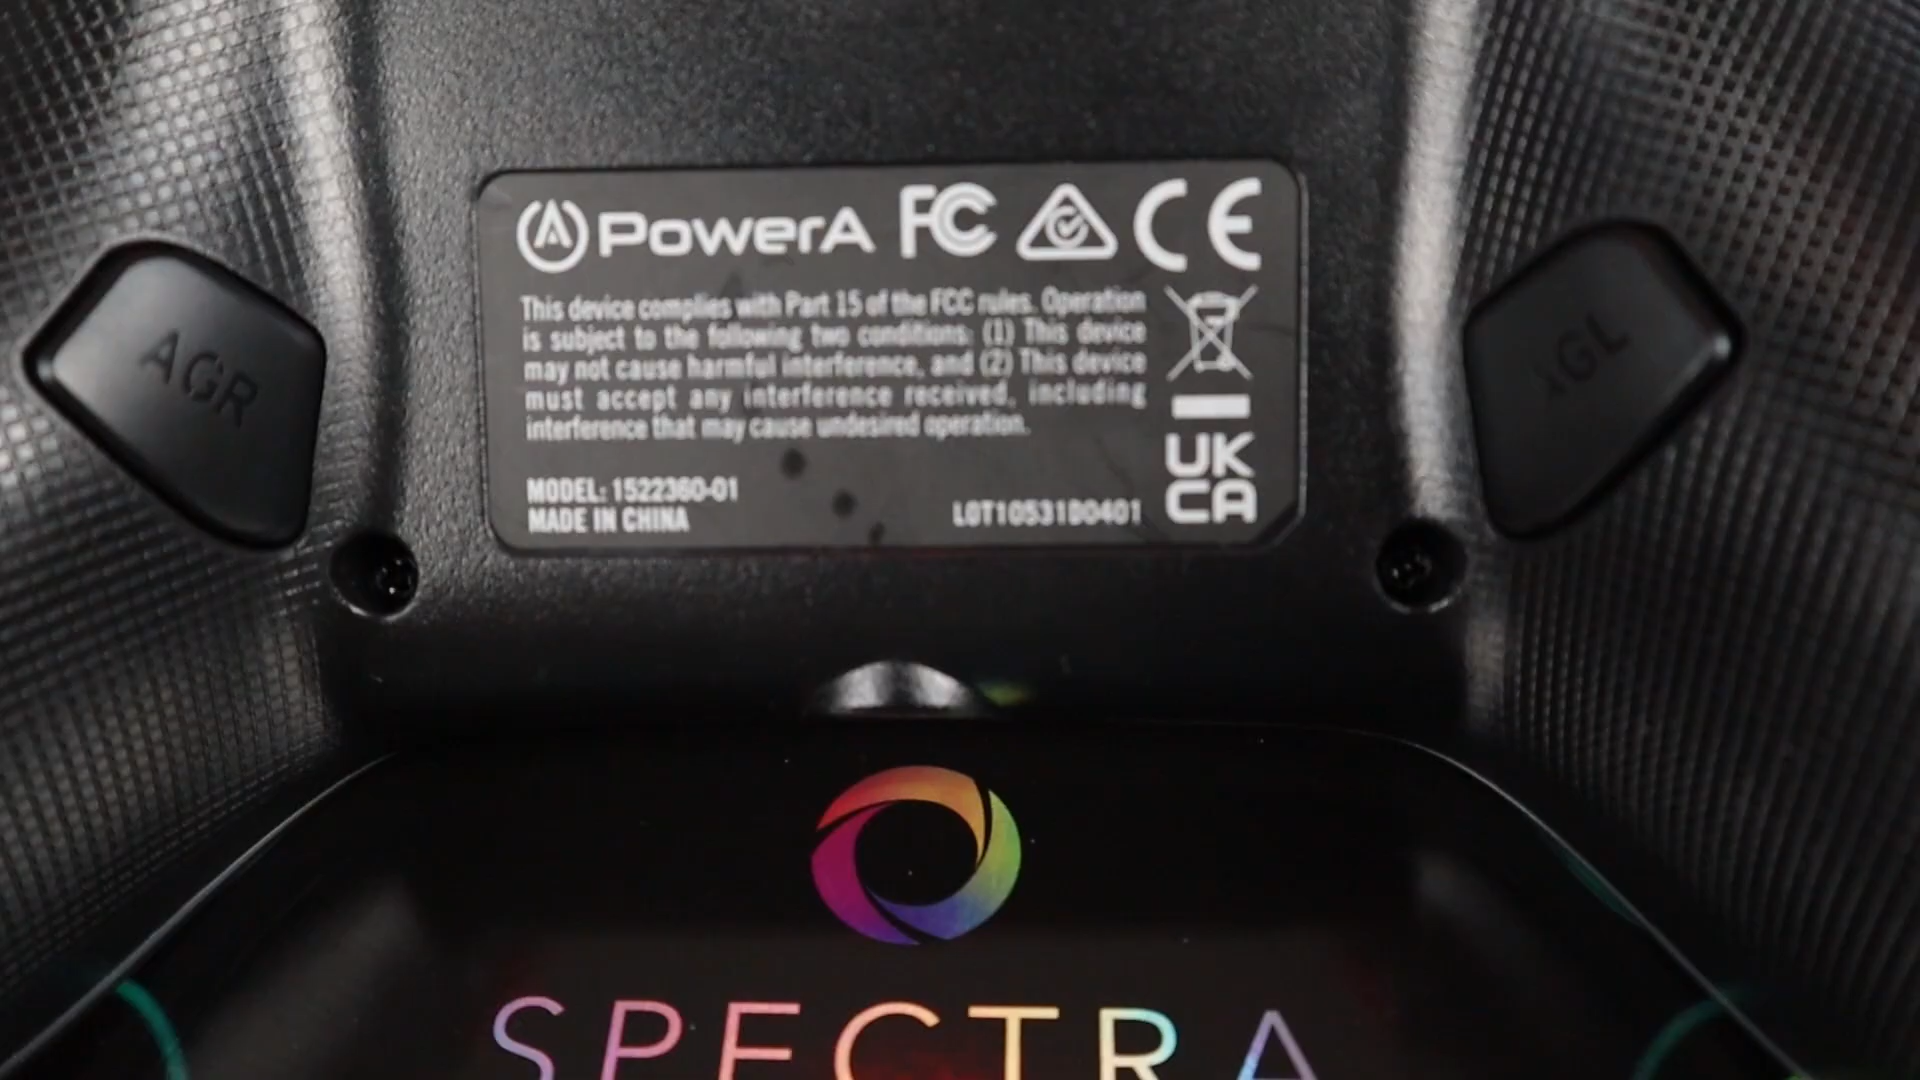 PowerA FC CE
This device complies with Part 15 of the FCC rules. Operation
is subject to the following two conditions: (1) This device
may not cause harmful interference, and (2) This device
must accept any interference received, including
interference that may cause undesired operation.
UK
CA
MODEL: 1522360-01
MADE IN CHINA
LOT10531D0401
AGR
AGL
SPECTRA